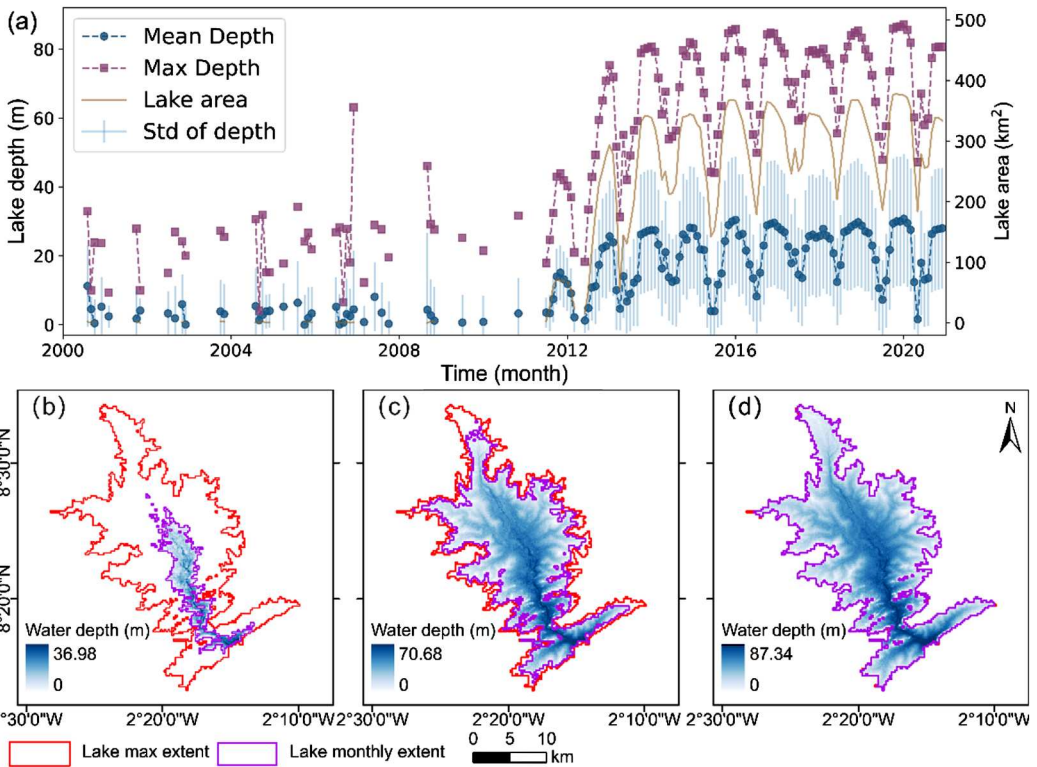 (a)
Mean Depth
Max Depth
Lake area
Std of depth
Lake depth (m)
80
60
40
20
0
500
400
300
200
100
0
Lake area (km²)
2000 2004 2008 2012 2016 2020
Time (month)
(b)
(c)
(d)
N
8°30'0"N
8°20'0"N
Water depth (m)
36.98
0
Water depth (m)
70.68
0
Water depth (m)
87.34
0
2°30'0"W 2°20'0"W 2°10'0"W
2°30'0"W 2°20'0"W 2°10'0"W
2°30'0"W 2°20'0"W 2°10'0"W
Lake max extent
Lake monthly extent
0 5 10
km